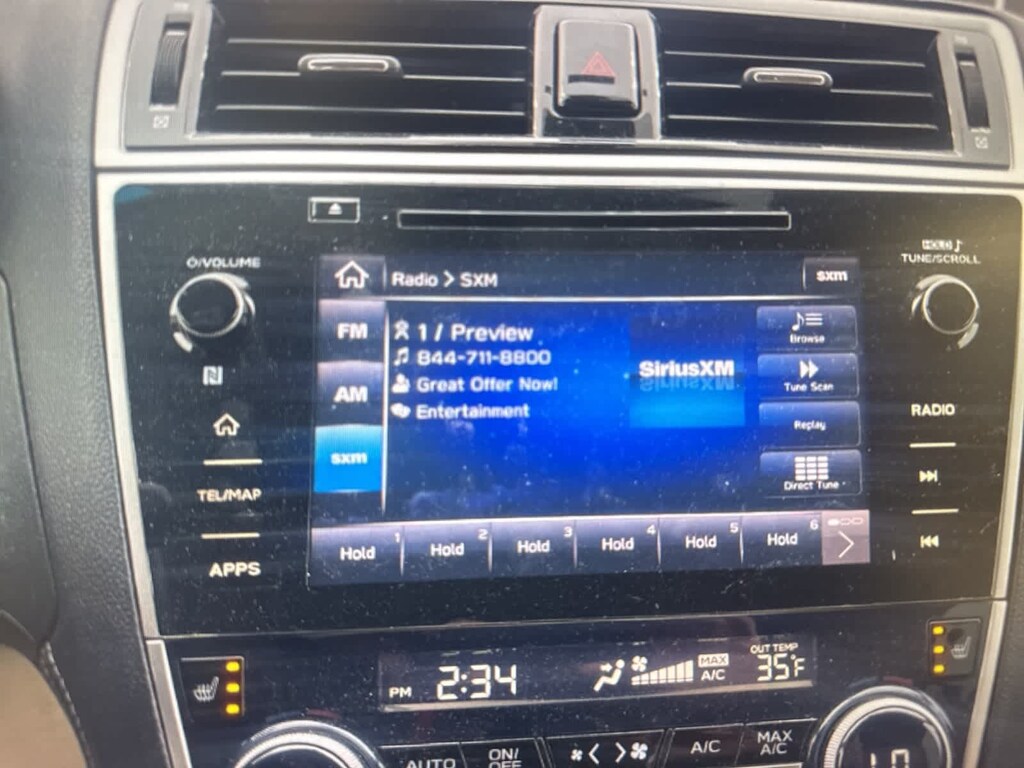 HOLD ♪
⏻/VOLUME
TUNE/SCROLL
Radio > SXM
sxm
FM
1 / Preview
844-711-8800
Great Offer Now!
Entertainment
SiriusXM
Browse
Tune Scan
Replay
Direct Tune
AM
sxm
RADIO
TEL/MAP
APPS
Hold 1
Hold 2
Hold 3
Hold 4
Hold 5
Hold 6
PM 2:34
MAX
A/C
OUT TEMP
35°F
AUTO
ON/
OFF
A/C
MAX
A/C